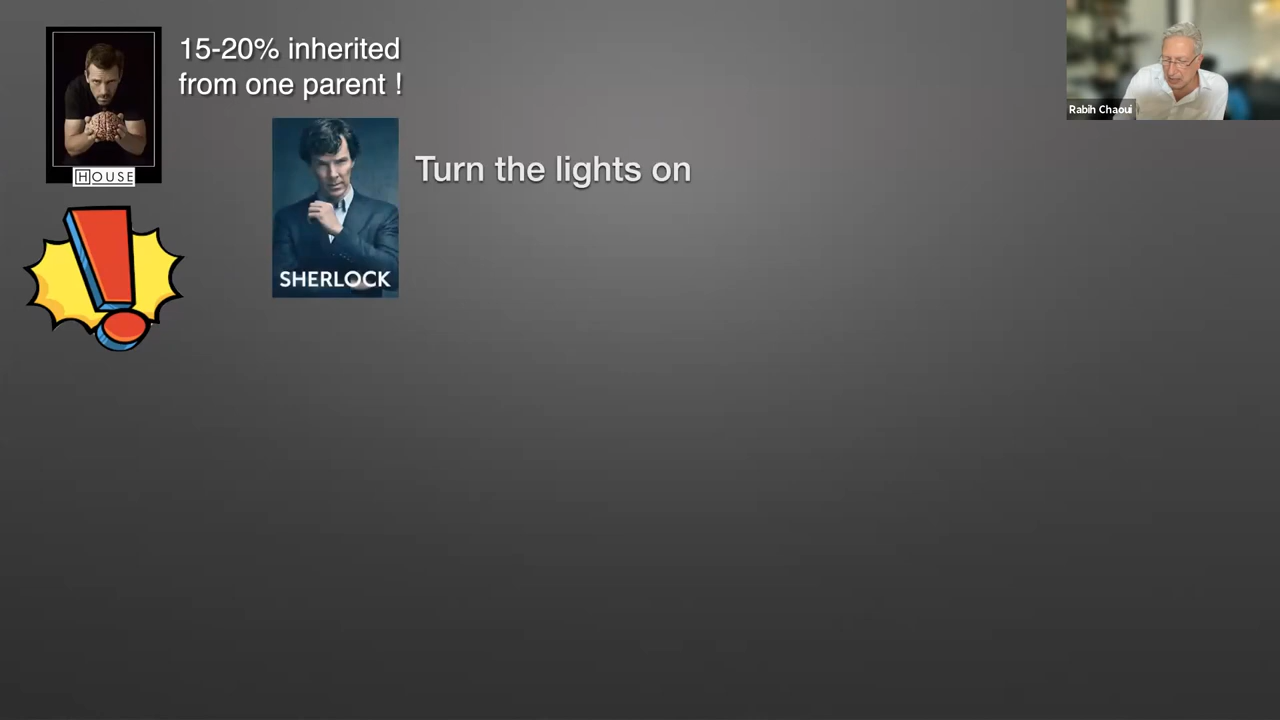 15-20% inherited
from one parent !
HOUSE
SHERLOCK
Turn the lights on
Rabih Chaoui